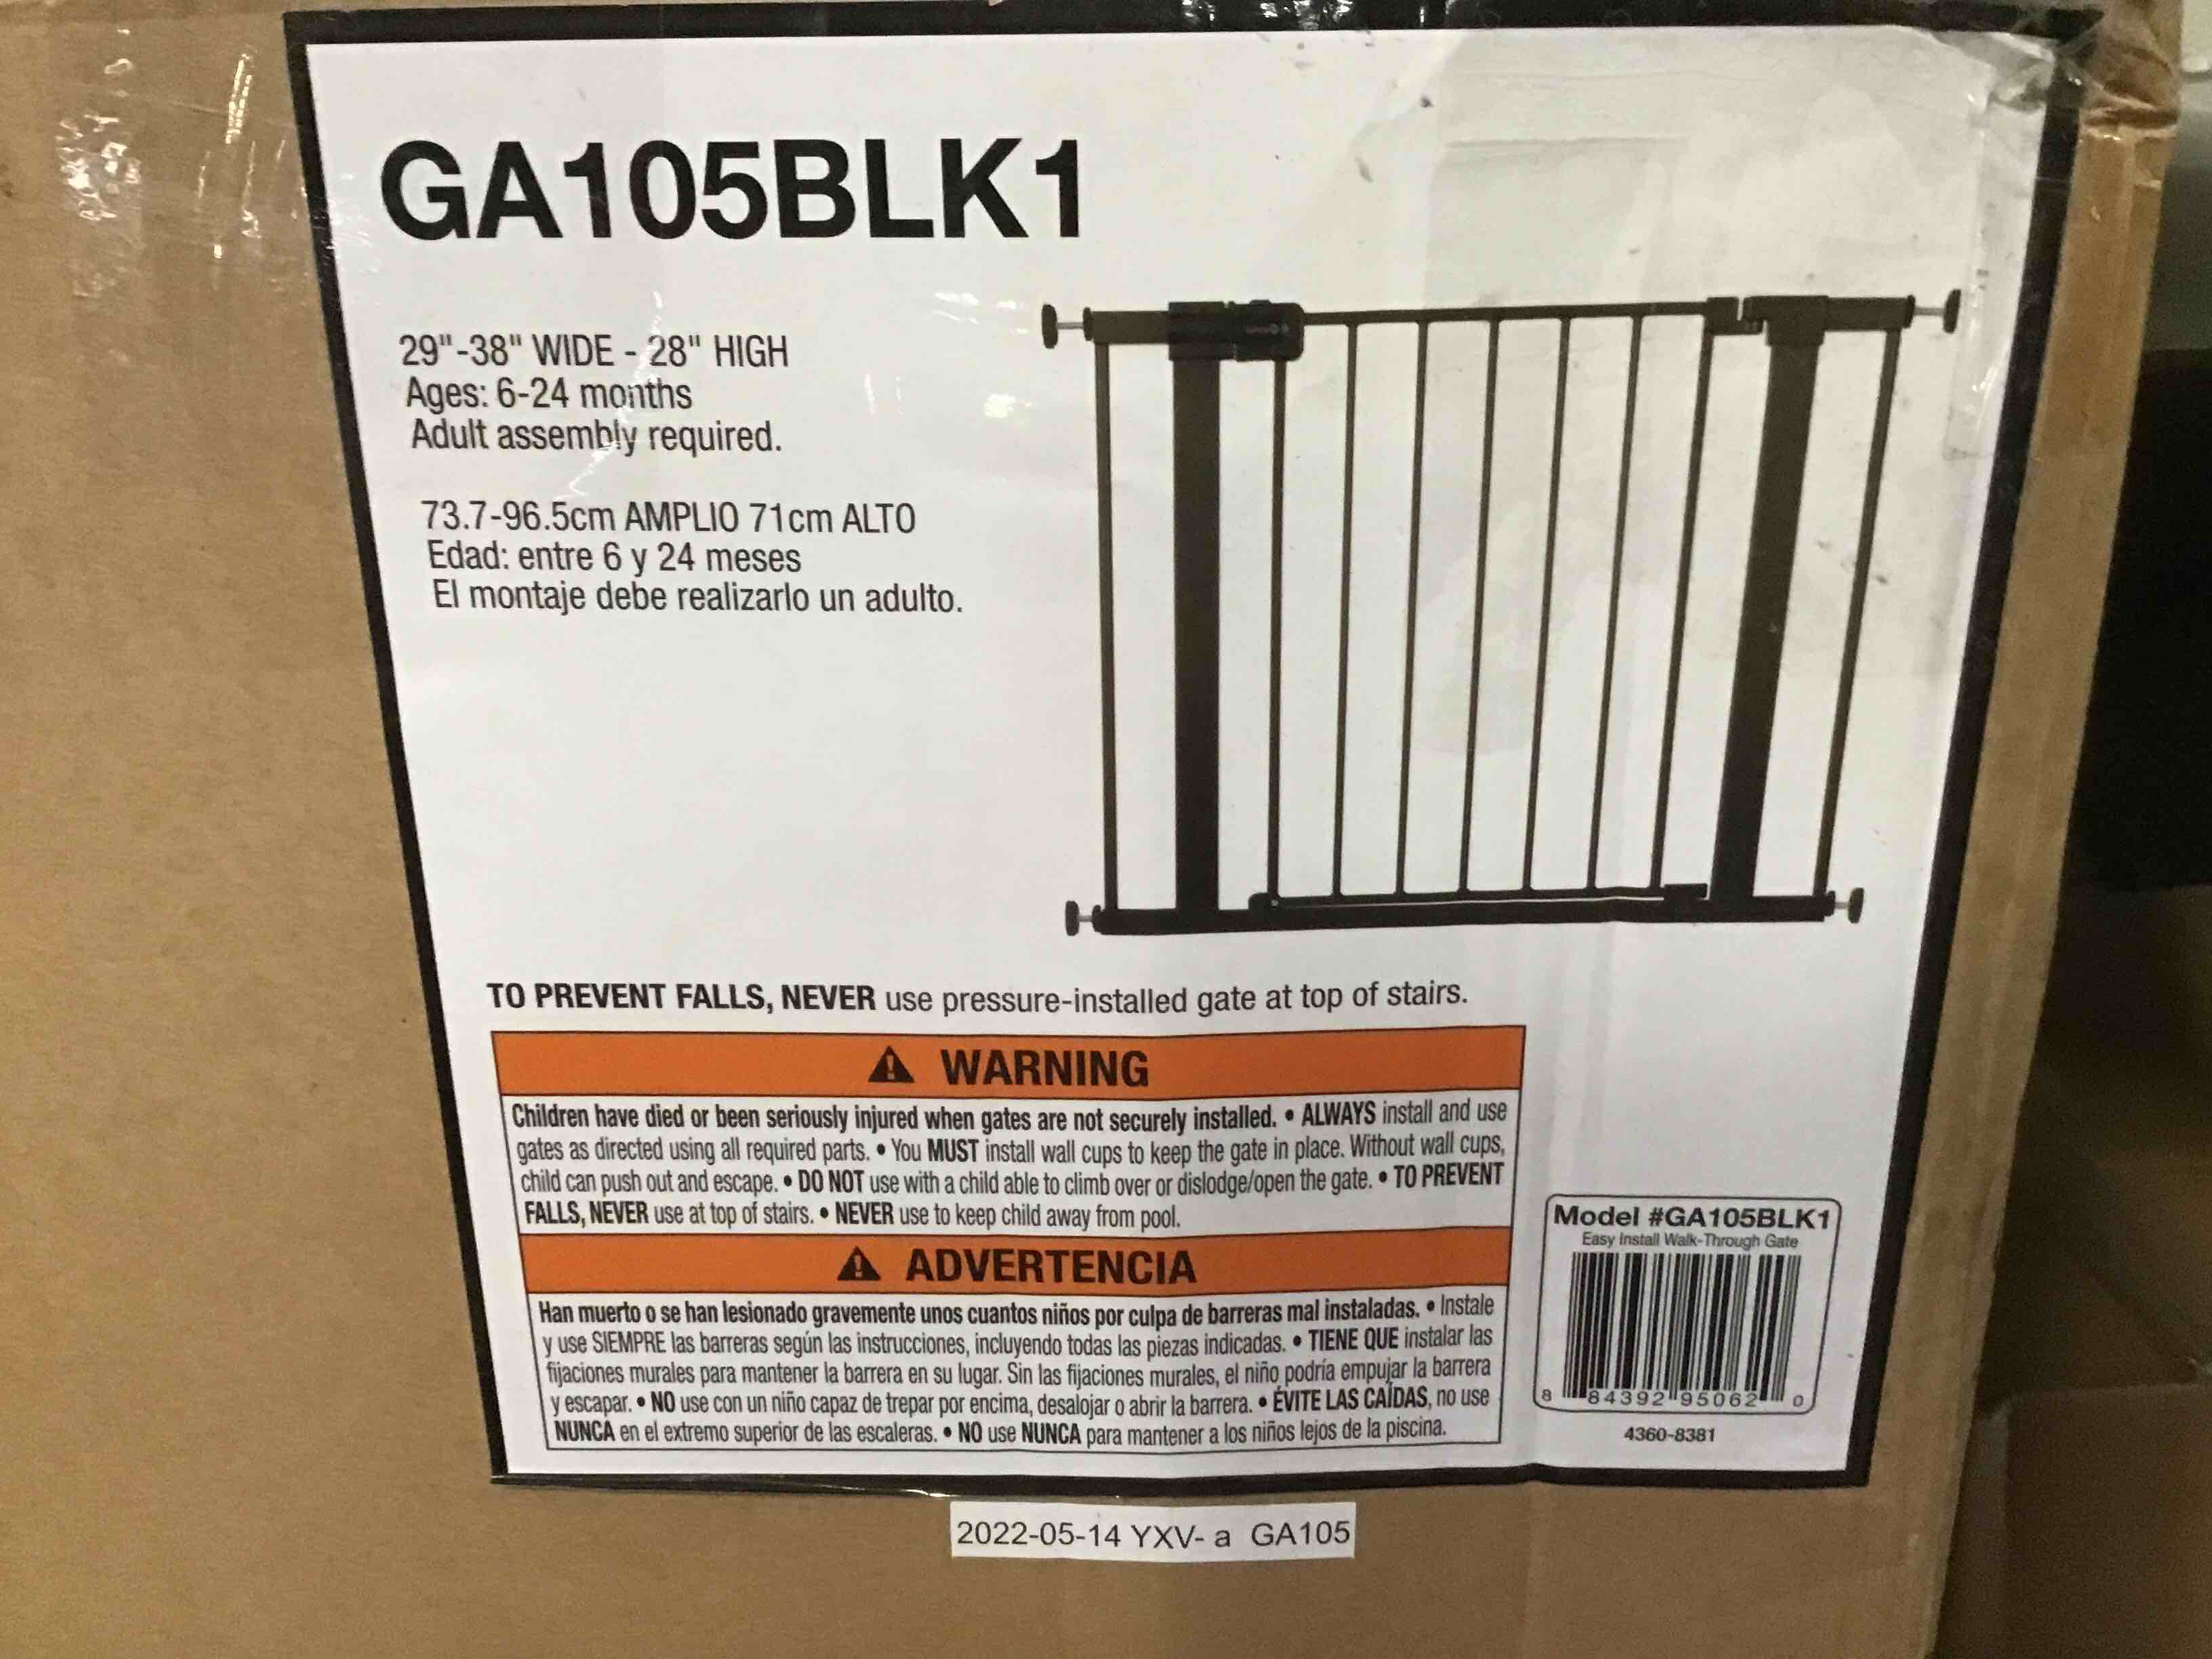 GA105BLK1
29"-38" WIDE - 28" HIGH
Ages: 6-24 months
Adult assembly required.
73.7-96.5cm AMPLIO 71cm ALTO
Edad: entre 6 y 24 meses
El montaje debe realizarlo un adulto.
TO PREVENT FALLS, NEVER use pressure-installed gate at top of stairs.
WARNING
Children have died or been seriously injured when gates are not securely installed. • ALWAYS install and use
gates as directed using all required parts. • You MUST install wall cups to keep the gate in place. Without wall cups,
child can push out and escape. • DO NOT use with a child able to climb over or dislodge/open the gate. • TO PREVENT
FALLS, NEVER use at top of stairs. • NEVER use to keep child away from pool.
ADVERTENCIA
Han muerto o se han lesionado gravemente unos cuantos niños por culpa de barreras mal instaladas. • Instale
y use SIEMPRE las barreras según las instrucciones, incluyendo todas las piezas indicadas. • TIENE QUE instalar las
fijaciones murales para mantener la barrera en su lugar. Sin las fijaciones murales, el niño podría empujar la barrera
y escapar. • NO use con un niño capaz de trepar por encima, desalojar o abrir la barrera. • ÉVITE LAS CAÍDAS, no use
NUNCA en el extremo superior de las escaleras. • NO use NUNCA para mantener a los niños lejos de la piscina.
Model #GA105BLK1
Easy Install Walk-Through Gate
8 84392 95062 0
4360-8381
2022-05-14 YXV- a GA105